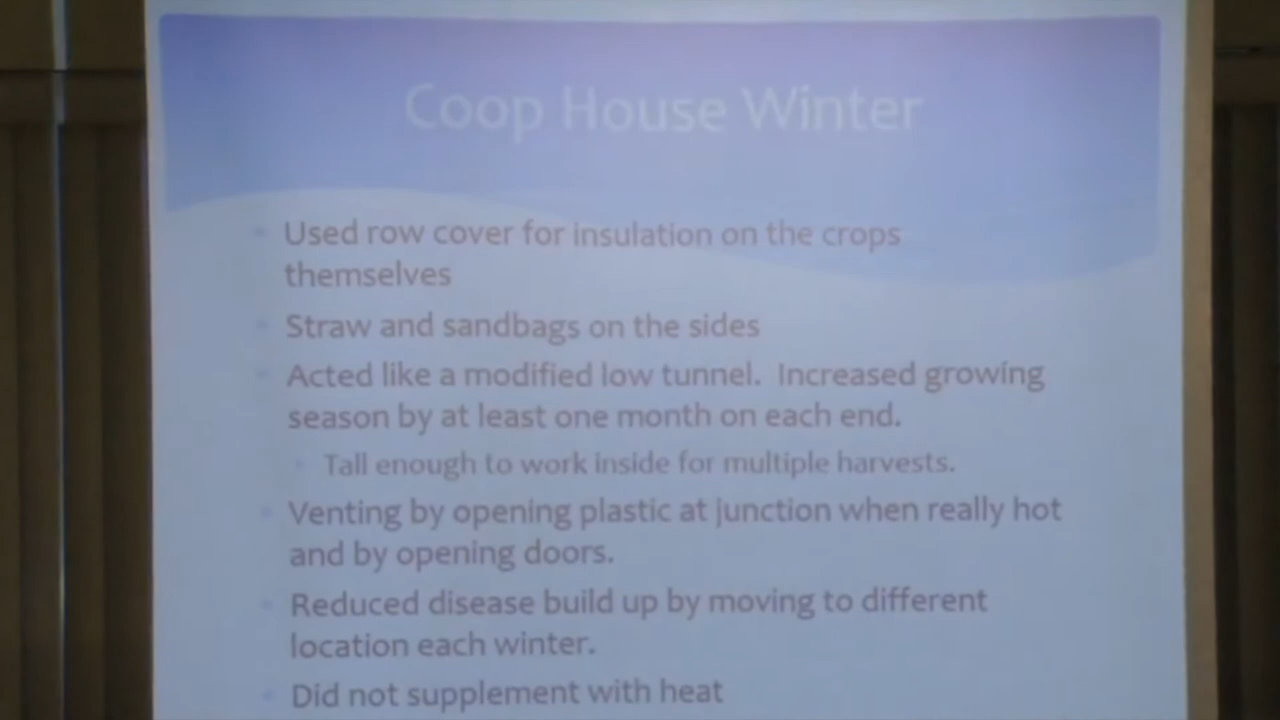 Coop House Winter
Used row cover for insulation on the crops
themselves
Straw and sandbags on the sides
Acted like a modified low tunnel.  Increased growing
season by at least one month on each end.
Tall enough to work inside for multiple harvests.
Venting by opening plastic at junction when really hot
and by opening doors.
Reduced disease build up by moving to different
location each winter.
Did not supplement with heat